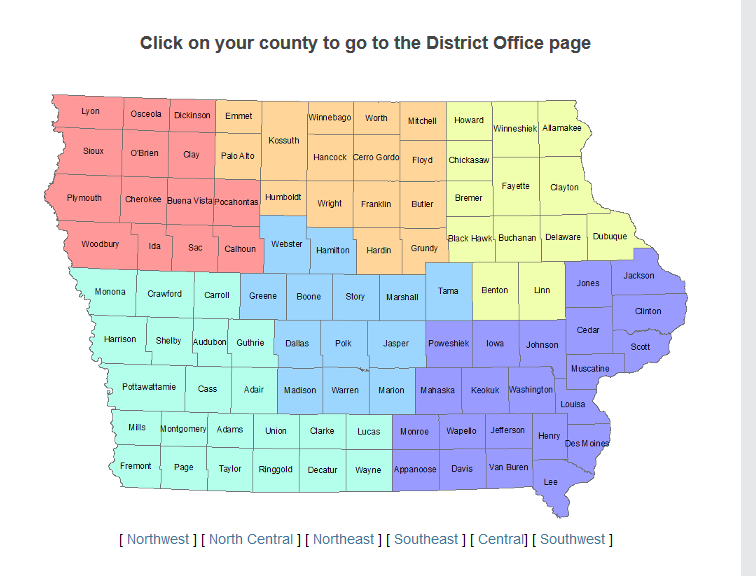 Click on your county to go to the District Office page
Lyon Osceola Dickinson Emmet Winnebago Worth Mitchell Howard Winneshiek Allamakee
Kossuth
Sioux O'Brien Clay Palo Alto Hancock Cerro Gordo Floyd Chickasaw
Fayette Clayton
Plymouth Cherokee Buena Vista Pocahontas Humboldt Wright Franklin Butler Bremer
Woodbury Ida Sac Calhoun Webster Hamilton Hardin Grundy Black Hawk Buchanan Delaware Dubuque
Monona Crawford Carroll Greene Boone Story Marshall Tama Benton Linn Jones Jackson
Clinton
Harrison Shelby Audubon Guthrie Dallas Polk Jasper Poweshiek Iowa Johnson Cedar Scott
Muscatine
Pottawattamie Cass Adair Madison Warren Marion Mahaska Keokuk Washington Louisa
Mills Montgomery Adams Union Clarke Lucas Monroe Wapello Jefferson Henry Des Moines
Fremont Page Taylor Ringgold Decatur Wayne Appanoose Davis Van Buren Lee
[ Northwest ] [ North Central ] [ Northeast ] [ Southeast ] [ Central] [ Southwest ]